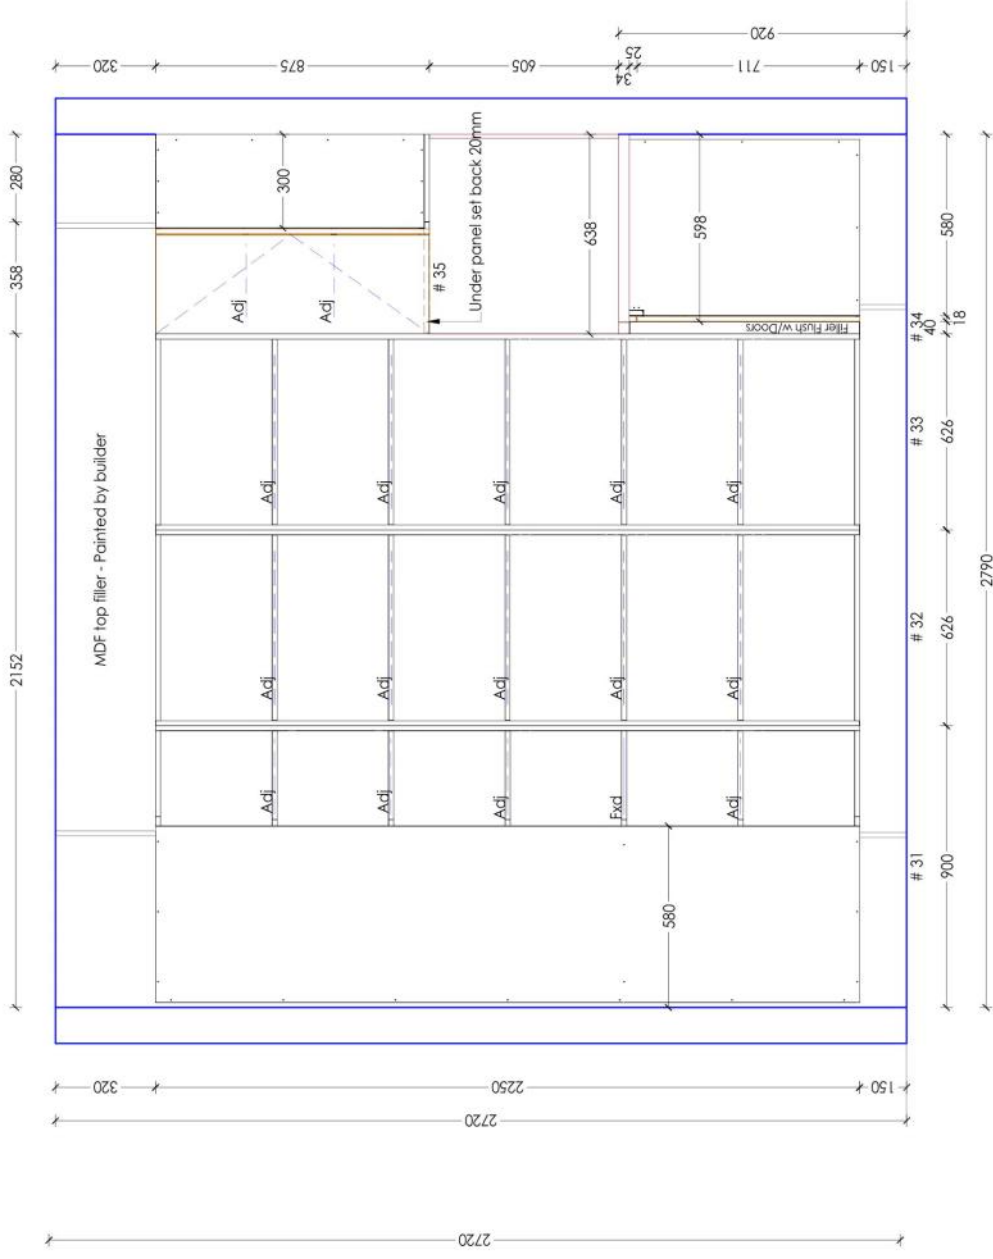 2152
358
280
MDF top filler - Painted by builder
2720
320
2250
150
2720
320
875
605
34
25
711
150
920
300
Adj
Adj
# 35
Under panel set back 20mm
638
598
Filler Flush w/Doors
Adj
Adj
Adj
Adj
Adj
Adj
Adj
Adj
Adj
Adj
Adj
Adj
Adj
Fxd
Adj
580
# 31
# 32
# 33
# 34
900
626
626
40
18
580
2790